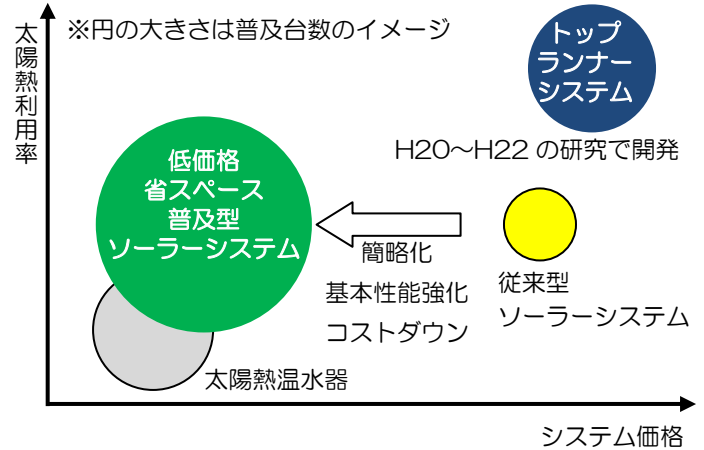 太陽熱利用率
※円の大きさは普及台数のイメージ
トップ
ランナー
システム
H20～H22 の研究で開発
低価格
省スペース
普及型
ソーラーシステム
簡略化
基本性能強化
コストダウン
従来型
ソーラーシステム
太陽熱温水器
システム価格